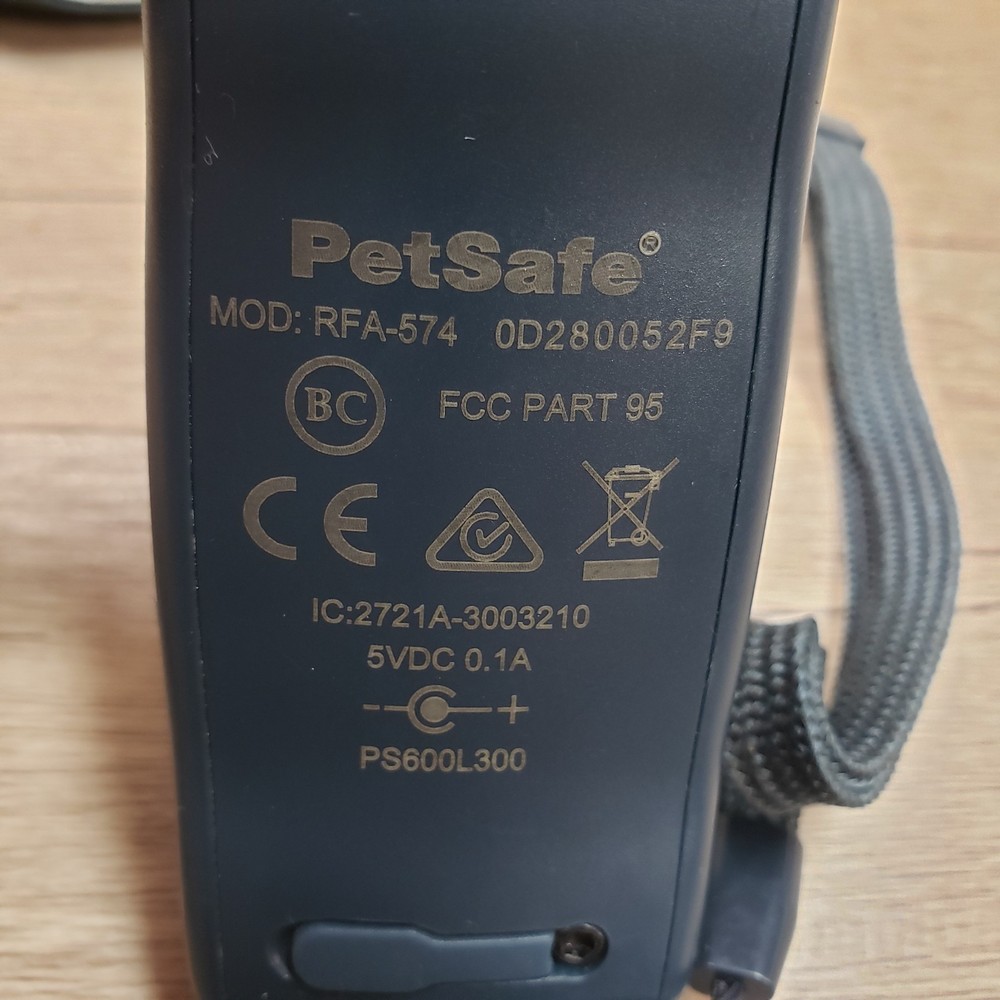 PetSafe®
MOD: RFA-574 0D280052F9
BC FCC PART 95
CE
IC:2721A-3003210
5VDC 0.1A
- +
PS600L300